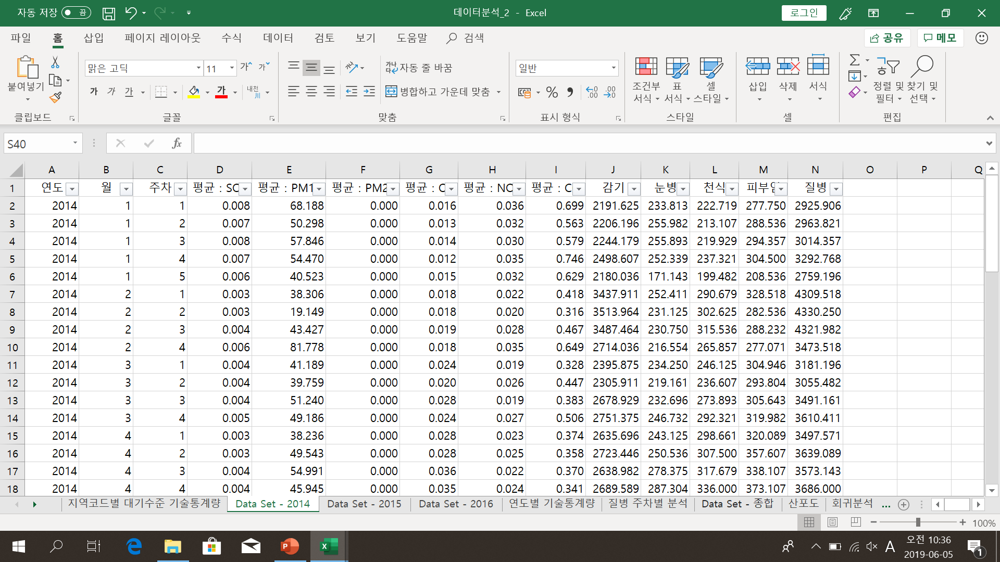 자동 저장 끔 데이터분석_2 - Excel 로그인
파일 홈 삽입 페이지 레이아웃 수식 데이터 검토 보기 도움말 검색 공유 메모
맑은 고딕 11 가 가 가나다 자동 줄 바꿈 일반
붙여넣기 가 가 가 가 내천 병합하고 가운데 맞춤 % , 조건부 서식 표 서식 셀 스타일 삽입 삭제 서식 정렬 및 필터 찾기 및 선택
클립보드 글꼴 맞춤 표시 형식 스타일 셀 편집
S40 fx
A B C D E F G H I J K L M N O P Q
1 연도 월 주차 평균 : 평균 : PM1 평균 : PM2 평균 : 평균 : 평균 : 감기 눈병 천식 질병
2 2014 1 1 0.008 68.188 0.000 0.016 0.036 0.699 2191.625 233.813 222.719 277.750 2925.906
3 2014 1 2 0.007 50.298 0.000 0.013 0.032 0.563 2206.196 255.982 213.107 288.536 2963.821
4 2014 1 3 0.008 57.846 0.000 0.014 0.030 0.579 2244.179 255.893 219.929 294.357 3014.357
5 2014 1 4 0.007 54.470 0.000 0.012 0.035 0.746 2498.607 252.339 237.321 304.500 3292.768
6 2014 1 5 0.006 40.523 0.000 0.015 0.032 0.629 2180.036 171.143 199.482 208.536 2759.196
7 2014 2 1 0.003 38.306 0.000 0.018 0.022 0.418 3437.911 252.411 290.679 328.518 4309.518
8 2014 2 2 0.003 19.149 0.000 0.018 0.020 0.316 3513.964 231.125 302.625 282.536 4330.250
9 2014 2 3 0.004 43.427 0.000 0.019 0.028 0.467 3487.464 230.750 315.536 288.232 4321.982
10 2014 2 4 0.006 81.778 0.000 0.018 0.035 0.649 2714.036 216.554 265.857 277.071 3473.518
11 2014 3 1 0.004 41.189 0.000 0.024 0.019 0.328 2395.875 234.250 246.125 304.946 3181.196
12 2014 3 2 0.004 39.759 0.000 0.020 0.026 0.447 2305.911 219.161 236.607 293.804 3055.482
13 2014 3 3 0.004 51.240 0.000 0.028 0.019 0.383 2678.929 232.696 273.893 305.643 3491.161
14 2014 3 4 0.005 49.186 0.000 0.024 0.027 0.506 2751.375 246.732 292.321 319.982 3610.411
15 2014 4 1 0.003 38.236 0.000 0.028 0.023 0.374 2635.696 243.125 298.661 320.089 3497.571
16 2014 4 2 0.003 49.543 0.000 0.028 0.025 0.358 2723.446 250.536 307.500 357.607 3639.089
17 2014 4 3 0.004 54.991 0.000 0.036 0.022 0.370 2638.982 278.375 317.679 338.107 3573.143
18 2014 4 4 0.004 45.945 0.000 0.035 0.024 0.341 2689.589 287.304 336.000 373.107 3686.000
지역코드별 대기수준 기술통계량 Data Set - 2014 Data Set - 2015 Data Set - 2016 연도별 기술통계량 질병 주차별 분석 Data Set - 종합 산포도 회귀분석 ...
100%
A 오전 10:36
2019-06-05 1